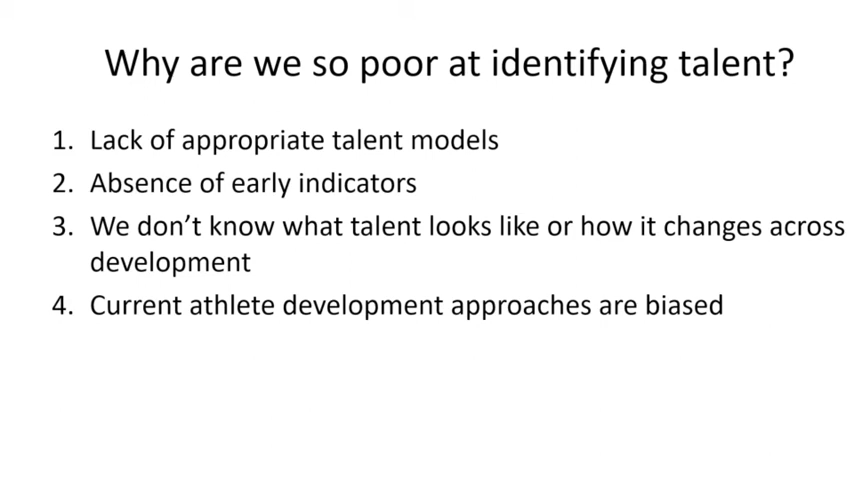 Why are we so poor at identifying talent?
1. Lack of appropriate talent models
2. Absence of early indicators
3. We don’t know what talent looks like or how it changes across
development
4. Current athlete development approaches are biased